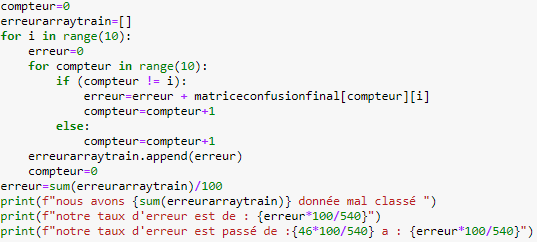 compteur=0
erreurarraytrain=[]
for i in range(10):
    erreur=0
    for compteur in range(10):
        if (compteur != i):
            erreur=erreur + matriceconfusionfinal[compteur][i]
            compteur=compteur+1
        else:
            compteur=compteur+1
    erreurarraytrain.append(erreur)
    compteur=0
erreur=sum(erreurarraytrain)/100
print(f"nous avons {sum(erreurarraytrain)} donnée mal classé ")
print(f"notre taux d'erreur est de : {erreur*100/540}")
print(f"notre taux d'erreur est passé de :{46*100/540} a : {erreur*100/540}")